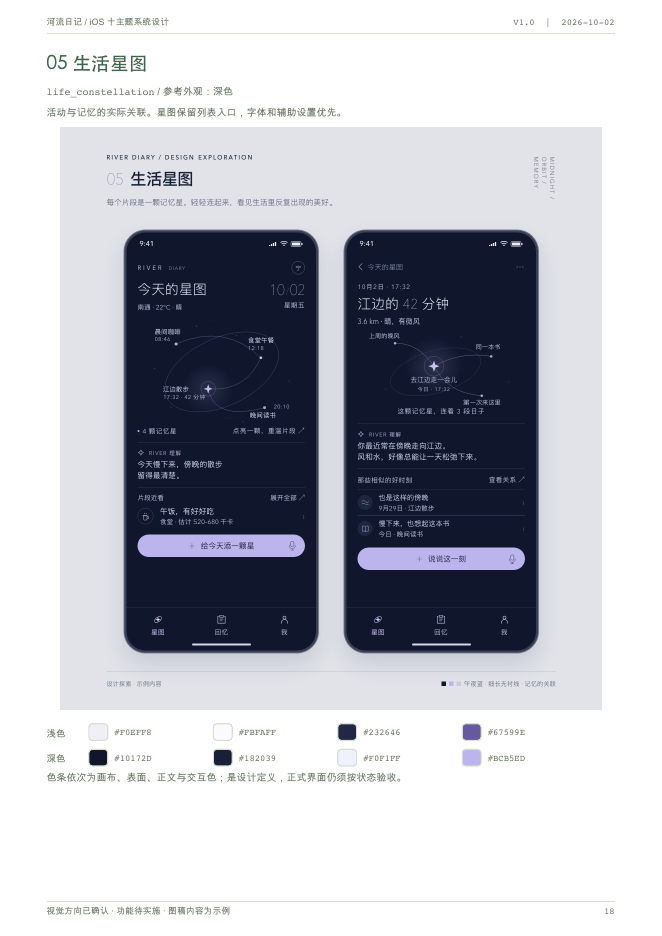 河流日记 / iOS 十主题系统设计
V1.0 | 2026-10-02
05 生活星图
life_constellation / 参考外观：深色
活动与记忆的实际关联。星图保留列表入口，字体和辅助设置优先。
RIVER DIARY / DESIGN EXPLORATION
MIDNIGHT /
ORBIT /
MEMORY
05 生活星图
每个片段是一颗记忆星。轻轻连起来，看见生活里反复出现的美好。
9:41
RIVER DIARY
今天的星图
10/02
南通 · 22°C · 晴
星期五
晨间咖啡
08:46
食堂午餐
12:18
江边散步
17:32 · 42 分钟
20:10
晚间读书
4 颗记忆星
点亮一颗，重温片段 ↗
RIVER 理解
今天慢下来，傍晚的散步
留得最清楚。
片段近看
展开全部 ↗
午饭，有好好吃
食堂 · 估计 520-680 千卡
+ 给今天添一颗星
星图
回忆
我
9:41
今天的星图
10月2日 · 17:32
江边的 42 分钟
3.6 km · 晴，有微风
上周的微风
同一本书
去江边走一会儿
今日 · 17:32
第一次来这里
这颗记忆星，连着 3 段日子
RIVER 理解
你最近常在傍晚走向江边。
风和水，好像总能让一天松弛下来。
那些相似的好时刻
查看关系 ↗
也是这样的傍晚
9月29日 · 江边散步
慢下来，也想起这本书
今日 · 晚间读书
+ 说说这一刻
星图
回忆
我
设计探索 · 示例内容
午夜蓝 · 细长无衬线 · 记忆的关联
浅色
#F0EFF8
#FBFAFF
#232646
#67599E
深色
#10172D
#182039
#F0F1FF
#BCB5ED
色条依次为画布、表面、正文与交互色；是设计定义，正式界面仍须按状态验收。
视觉方向已确认 · 功能待实施 · 图稿内容为示例
18